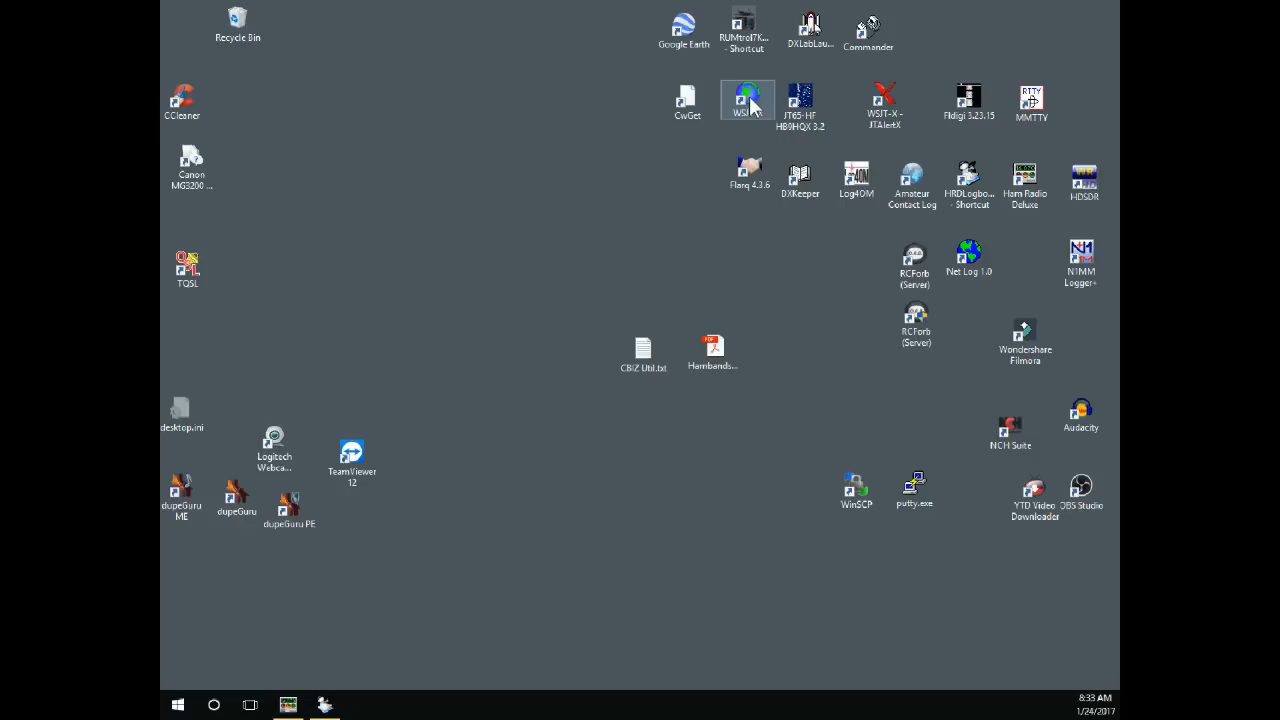 Recycle Bin
Google Earth
RUMtrol7K...
- Shortcut
DXLabLau...
Commander
CCleaner
CwGet
JT65-HF
HB9HQX 3.2
WSJT-X -
JTAlertX
Fldigi 3.23.15
RTTY
MMTTY
Canon
MG3200 ...
Flarq 4.3.6
DXKeeper
Log4OM
Amateur
Contact Log
HRDLogbo...
- Shortcut
Ham Radio
Deluxe
HDSDR
TQSL
RCForb
(Server)
Net Log 1.0
N1MM
Logger+
RCForb
(Server)
Wondershare
Filmora
CBIZ Util.txt
PDF
Hambands...
desktop.ini
Logitech
Webca...
TeamViewer
12
NCH Suite
Audacity
dupeGuru
ME
dupeGuru
dupeGuru PE
WinSCP
putty.exe
YTD Video
Downloader
OBS Studio
8:33 AM
1/24/2017